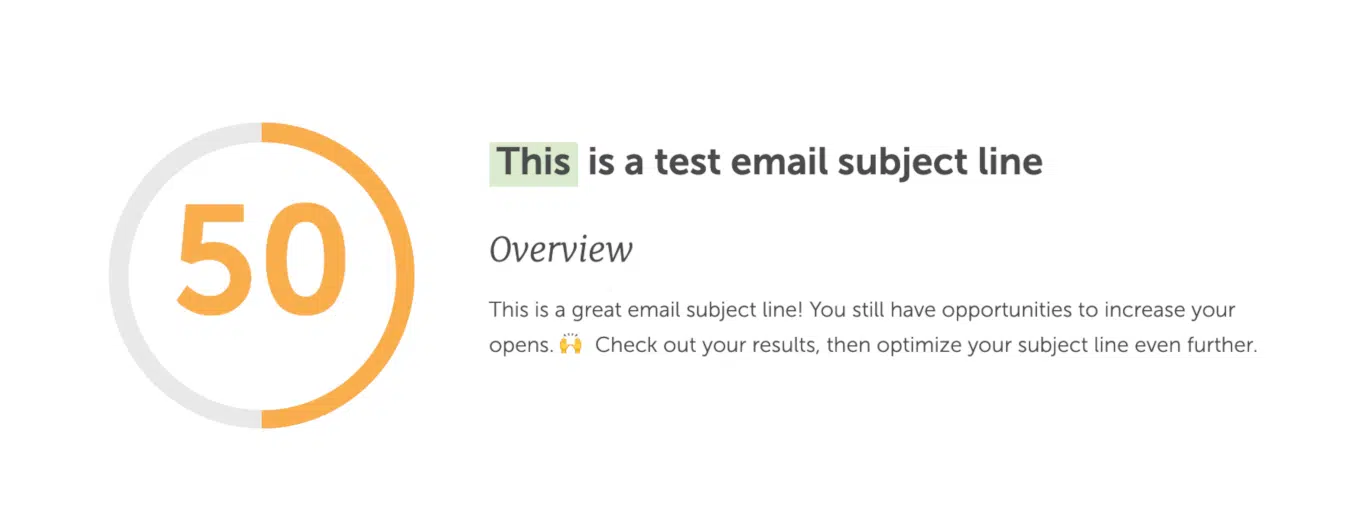 50
This is a test email subject line
Overview
This is a great email subject line! You still have opportunities to increase your
opens. 🙌 Check out your results, then optimize your subject line even further.